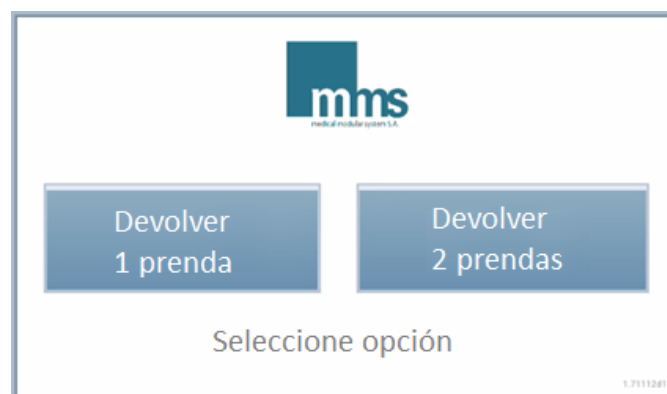 mms
medical modular system S.A.
Devolver
1 prenda
Devolver
2 prendas
Seleccione opción